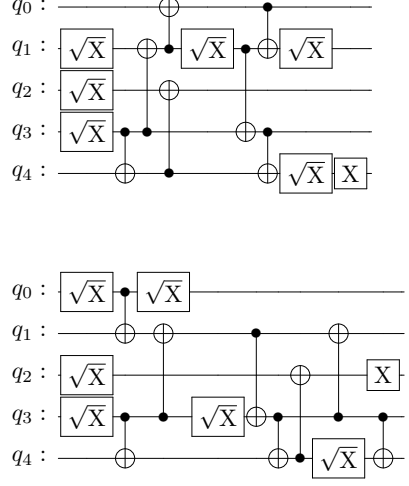 q₀ :
q₁ : √X √X √X
q₂ : √X
q₃ : √X
q₄ : √X X
q₀ : √X √X
q₁ :
q₂ : √X X
q₃ : √X √X
q₄ : √X